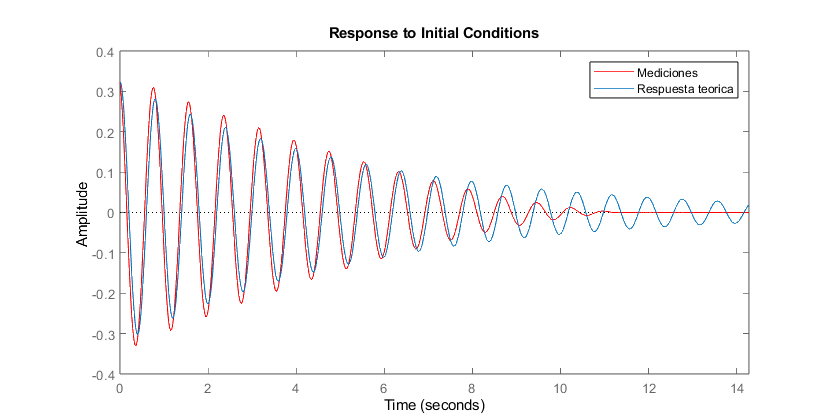 Response to Initial Conditions
Amplitude
0.4
0.3
0.2
0.1
0
-0.1
-0.2
-0.3
-0.4
Mediciones
Respuesta teorica
0 2 4 6 8 10 12 14
Time (seconds)